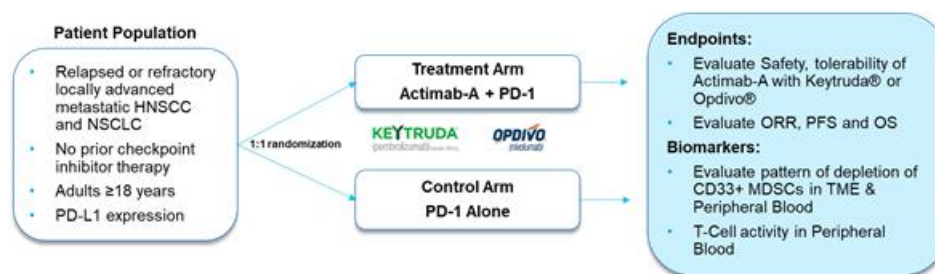 Patient Population
• Relapsed or refractory
locally advanced
metastatic HNSCC
and NSCLC
• No prior checkpoint
inhibitor therapy
• Adults ≥18 years
• PD-L1 expression
1:1 randomization
Treatment Arm
Actimab-A + PD-1
KEYTRUDA
(pembrolizumab)
OPDIVO
(nivolumab)
Control Arm
PD-1 Alone
Endpoints:
• Evaluate Safety, tolerability of
Actimab-A with Keytruda® or
Opdivo®
• Evaluate ORR, PFS and OS
Biomarkers:
• Evaluate pattern of depletion of
CD33+ MDSCs in TME &
Peripheral Blood
• T-Cell activity in Peripheral
Blood